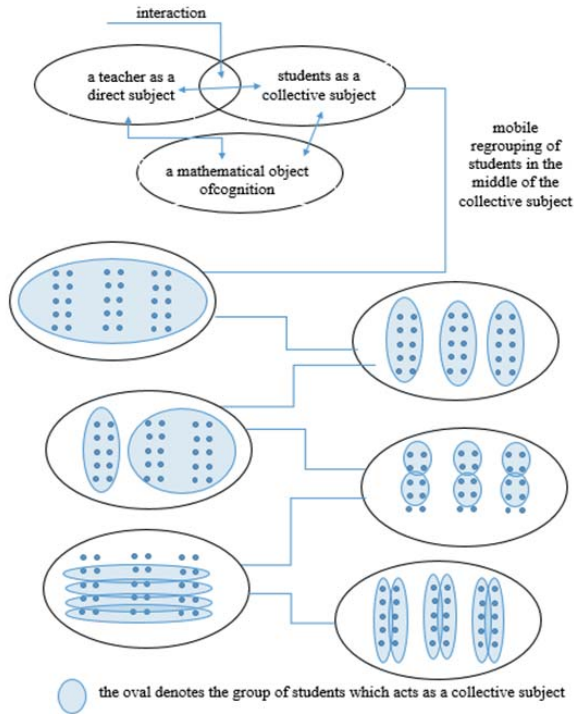 interaction
a teacher as a
direct subject
students as a
collective subject
a mathematical object
ofcognition
mobile
regrouping of
students in the
middle of the
collective subject
the oval denotes the group of students which acts as a collective subject